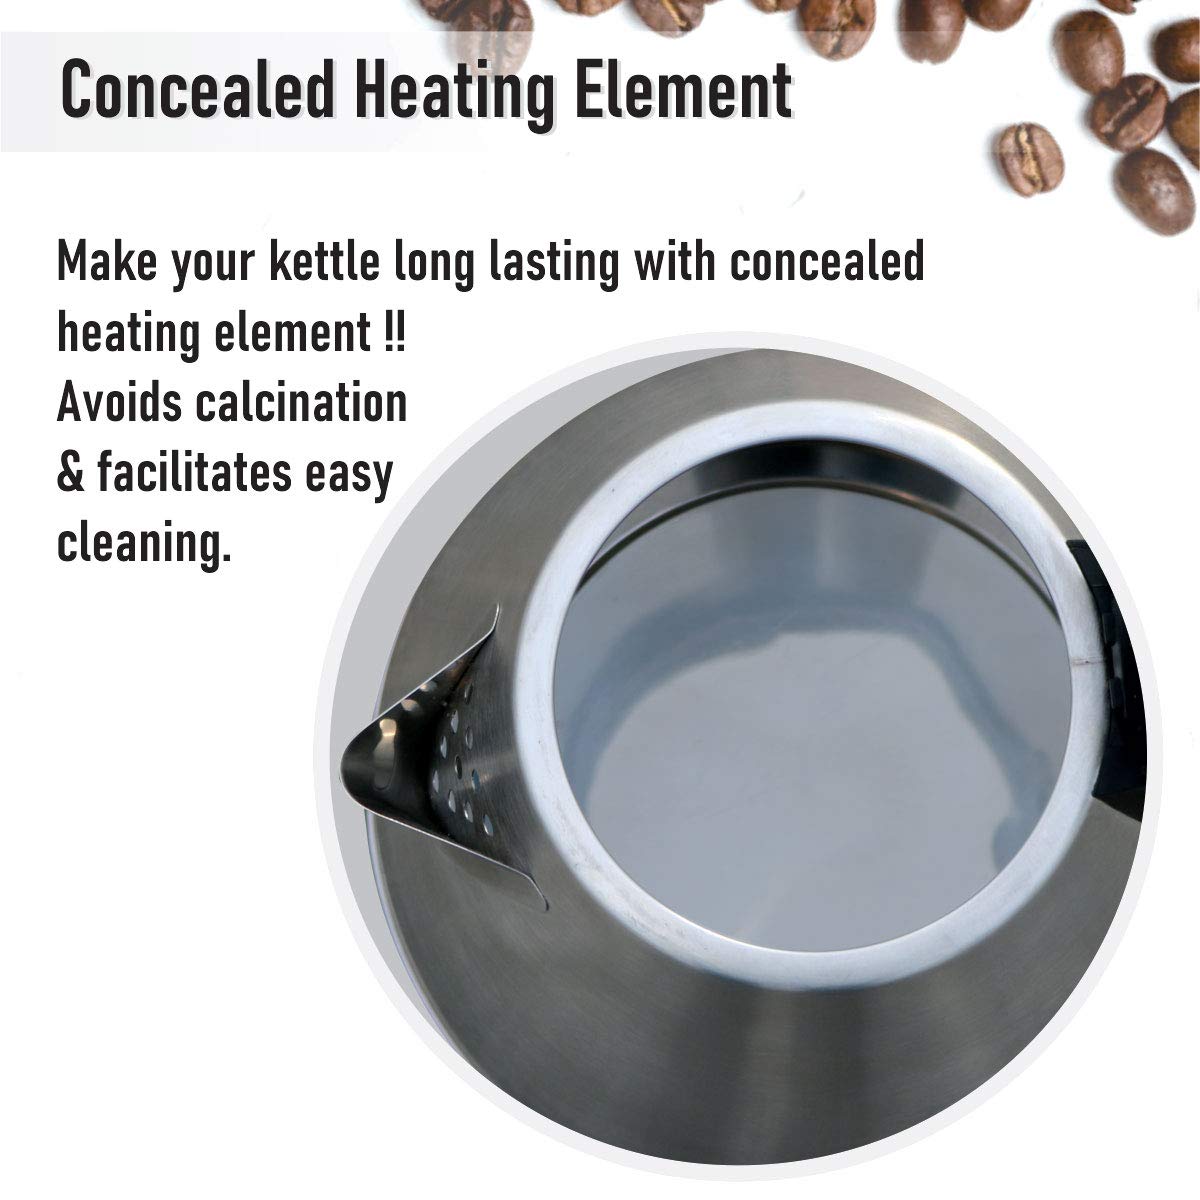 Concealed Heating Element
Make your kettle long lasting with concealed
heating element !!
Avoids calcination
& facilitates easy
cleaning.